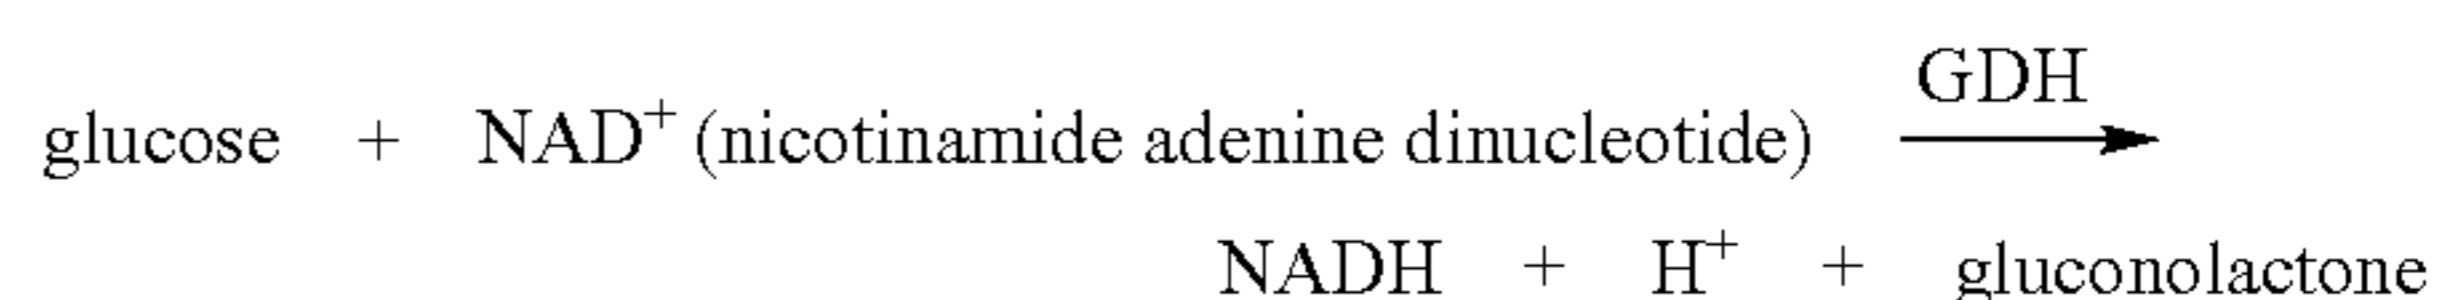 GDH
glucose + NAD⁺ (nicotinamide adenine dinucleotide) ⟶
NADH + H⁺ + gluconolactone